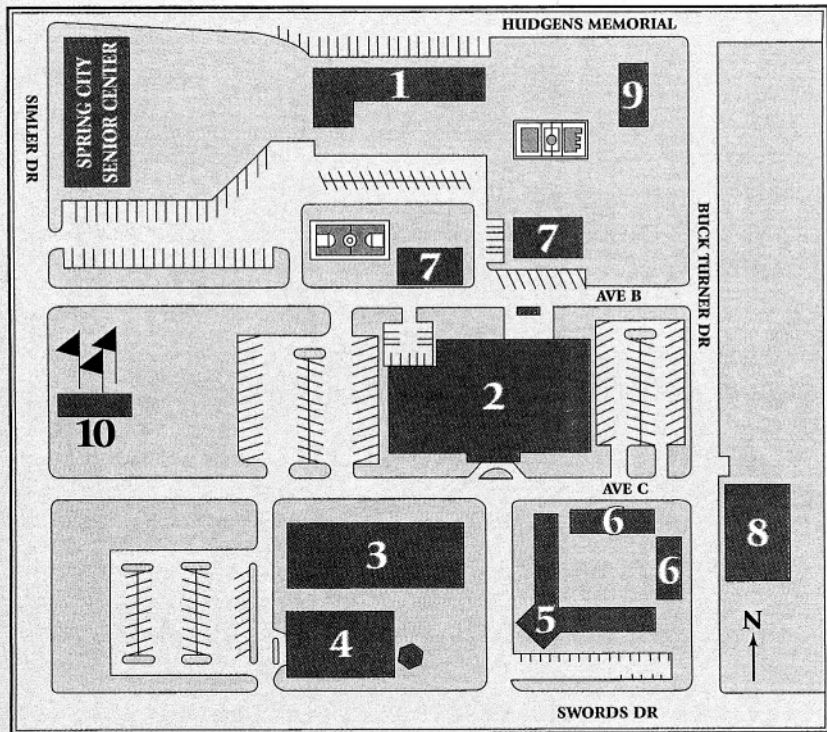 HUDGENS MEMORIAL
SPRING CITY
SENIOR CENTER
1
9
SIMLER DR
7
7
BUCK TURNER DR
AVE B
2
10
AVE C
3
6
6
8
4
5
N
SWORDS DR